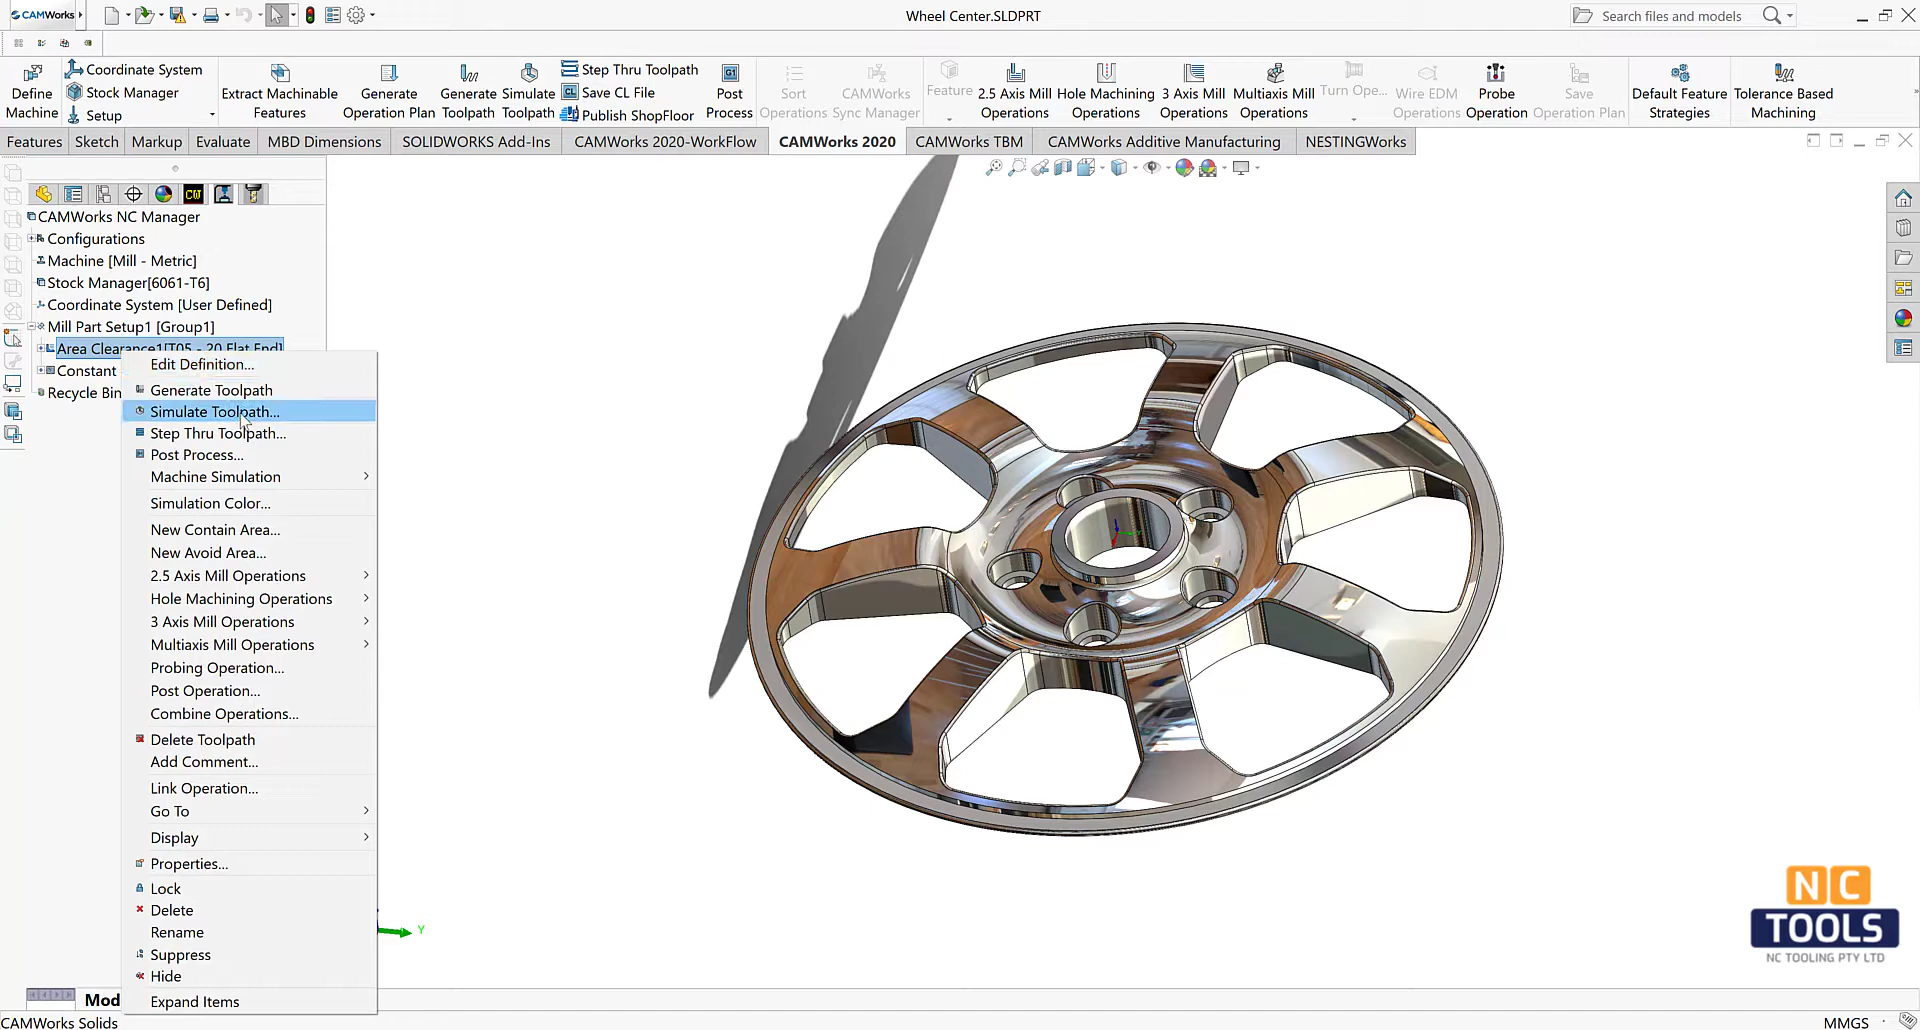 CAMWorks
Wheel Center.SLDPRT
Search files and models
Define Machine
Coordinate System
Stock Manager
Setup
Extract Machinable Features
Generate Operation Plan
Generate Toolpath
Simulate Toolpath
Step Thru Toolpath
Save CL File
Publish ShopFloor
G1
CL
Post Process
Sort Operations
CAMWorks Sync Manager
Feature
2.5 Axis Mill Operations
Hole Machining Operations
3 Axis Mill Operations
Multiaxis Mill Operations
Turn Ope...
Wire EDM Operations
Probe Operation
Save Operation Plan
Default Feature Strategies
Tolerance Based Machining
Features
Sketch
Markup
Evaluate
MBD Dimensions
SOLIDWORKS Add-Ins
CAMWorks 2020-WorkFlow
CAMWorks 2020
CAMWorks TBM
CAMWorks Additive Manufacturing
NESTINGWorks
CW
CAMWorks NC Manager
Configurations
Machine [Mill - Metric]
Stock Manager[6061-T6]
Coordinate System [User Defined]
Mill Part Setup1 [Group1]
Area Clearance1[T05 - 20 Flat End]
Constant
Recycle Bin
Edit Definition...
Generate Toolpath
Simulate Toolpath...
Step Thru Toolpath...
Post Process...
Machine Simulation
Simulation Color...
New Contain Area...
New Avoid Area...
2.5 Axis Mill Operations
Hole Machining Operations
3 Axis Mill Operations
Multiaxis Mill Operations
Probing Operation...
Post Operation...
Combine Operations...
Delete Toolpath
Add Comment...
Link Operation...
Go To
Display
Properties...
Lock
Delete
Rename
Suppress
Hide
Expand Items
Y
Mod
CAMWorks Solids
MMGS
NC
TOOLS
NC TOOLING PTY LTD